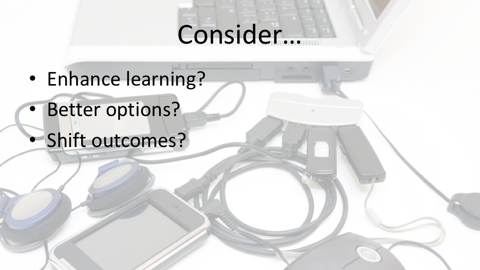 Consider…
• Enhance learning?
• Better options?
• Shift outcomes?